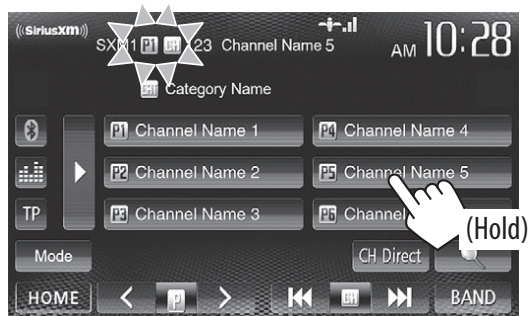 ((SiriusXM))
SXM1 P1 CH 23 Channel Name 5 AM 10:28
CH Category Name
P1 Channel Name 1 P4 Channel Name 4
P2 Channel Name 2 P5 Channel Name 5
TP P3 Channel Name 3 P6 Channel
(Hold)
Mode CH Direct
HOME P CH BAND